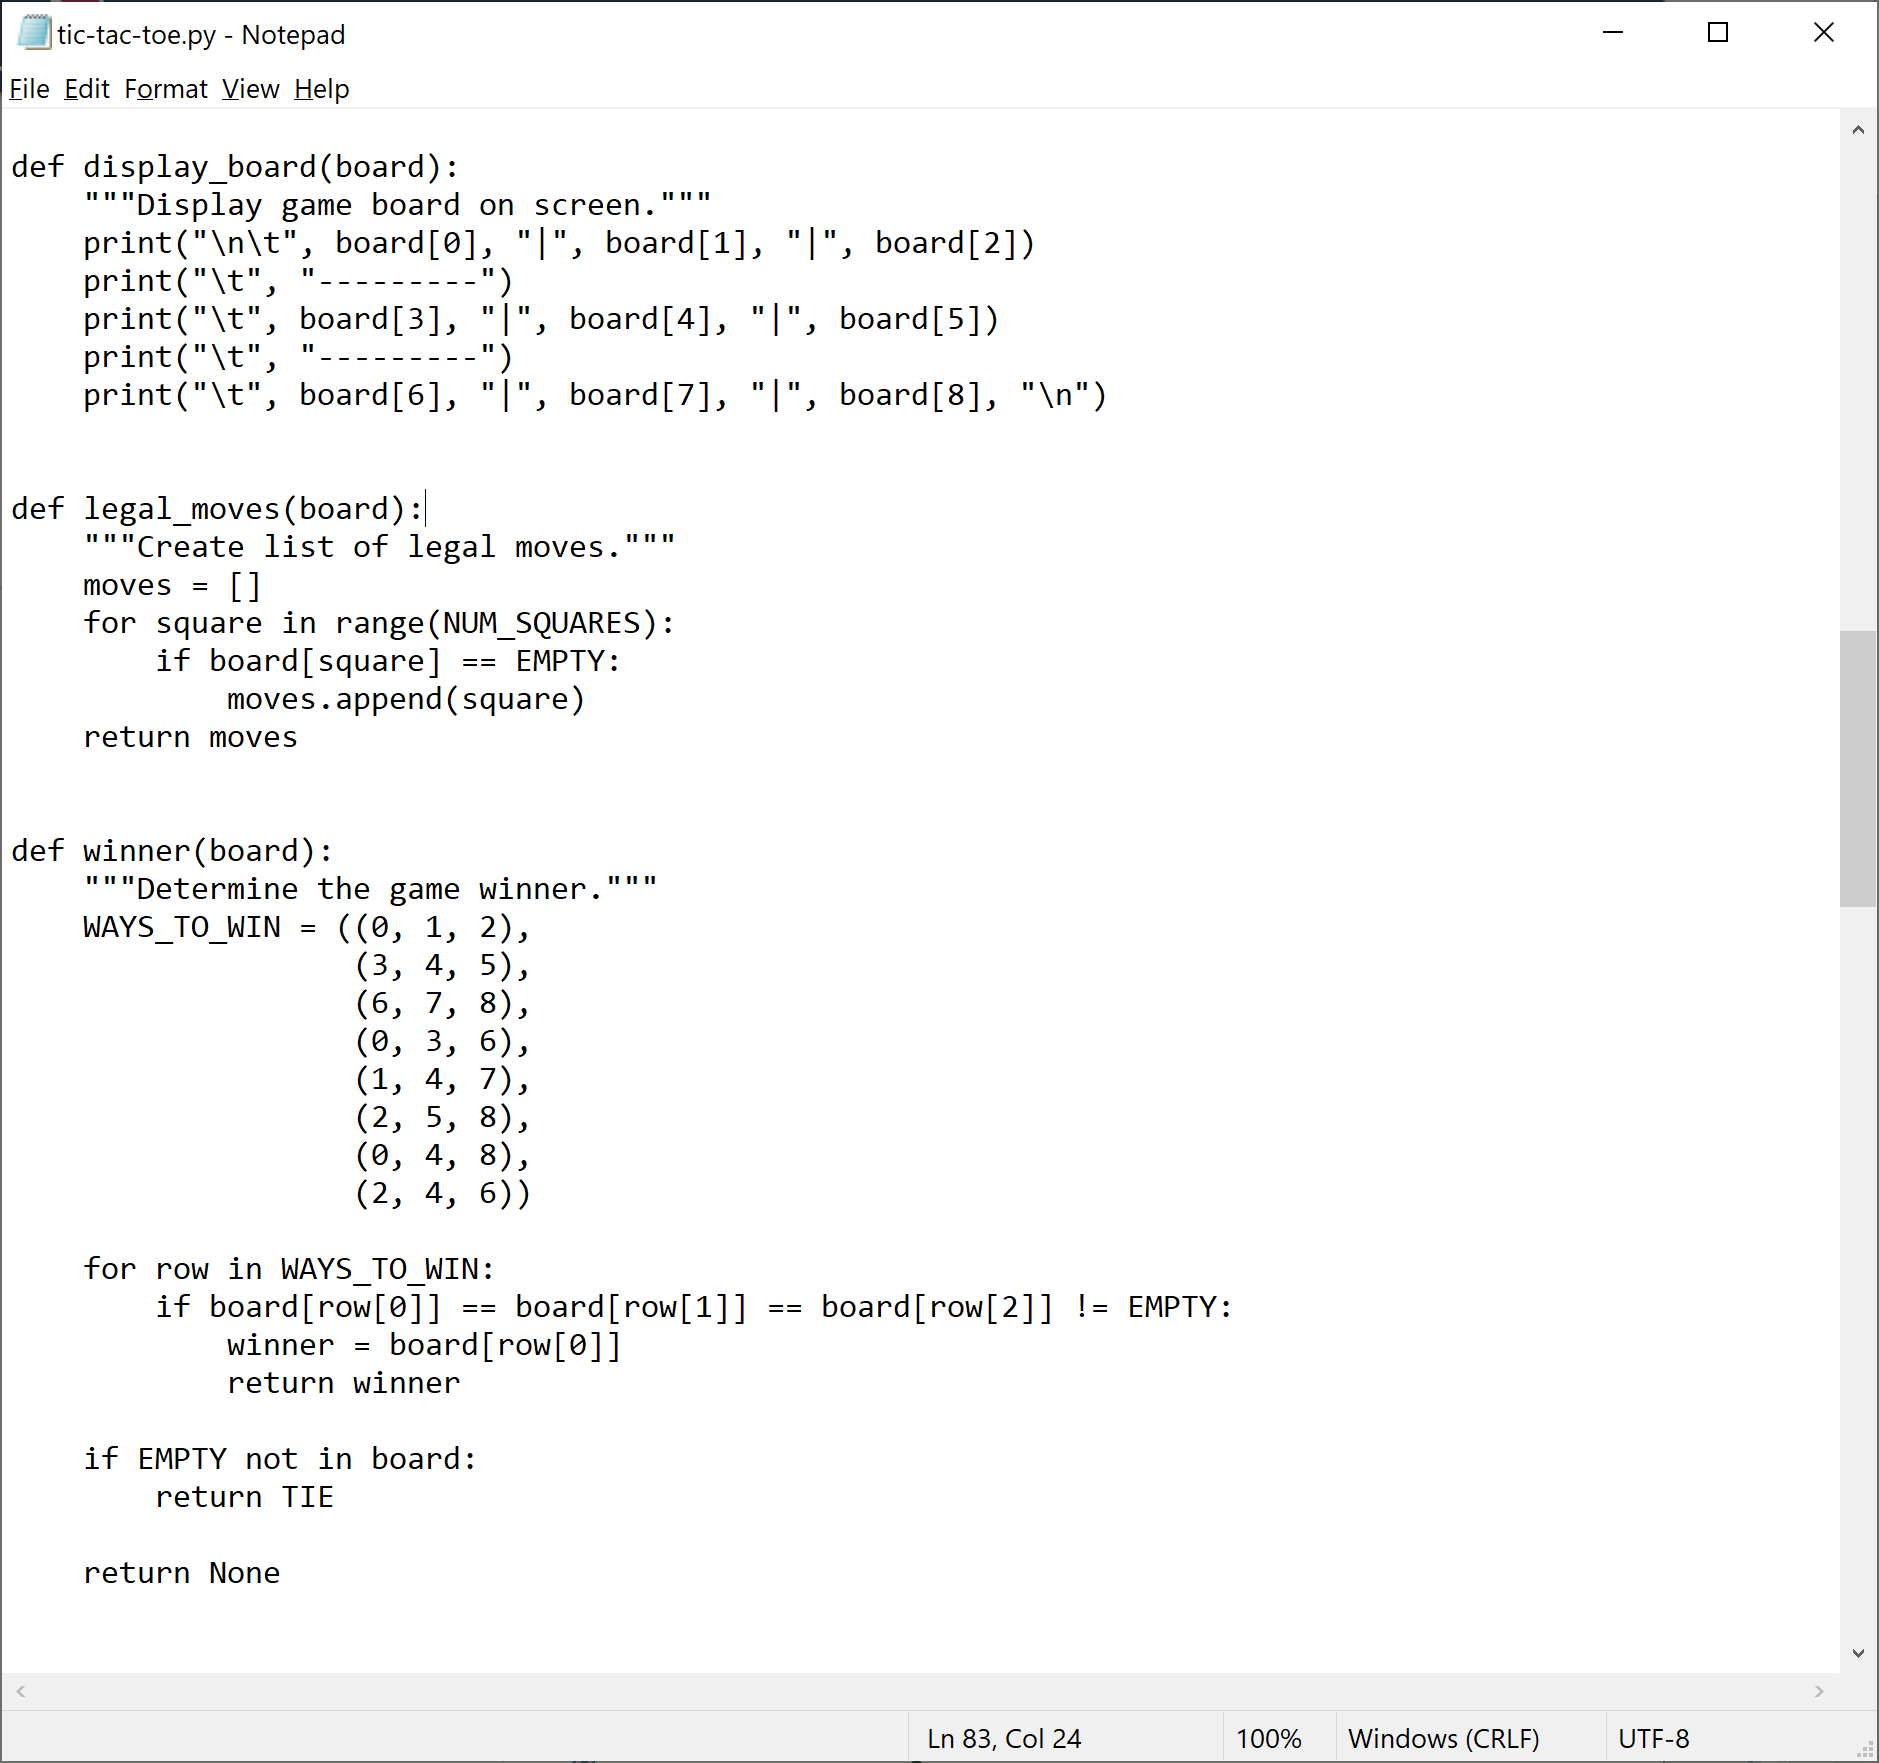 tic-tac-toe.py - Notepad
File Edit Format View Help
def display_board(board):
    """Display game board on screen."""
    print("\n\t", board[0], "|", board[1], "|", board[2])
    print("\t", "---------")
    print("\t", board[3], "|", board[4], "|", board[5])
    print("\t", "---------")
    print("\t", board[6], "|", board[7], "|", board[8], "\n")
def legal_moves(board):
    """Create list of legal moves."""
    moves = []
    for square in range(NUM_SQUARES):
        if board[square] == EMPTY:
            moves.append(square)
    return moves
def winner(board):
    """Determine the game winner."""
    WAYS_TO_WIN = ((0, 1, 2),
                   (3, 4, 5),
                   (6, 7, 8),
                   (0, 3, 6),
                   (1, 4, 7),
                   (2, 5, 8),
                   (0, 4, 8),
                   (2, 4, 6))
    for row in WAYS_TO_WIN:
        if board[row[0]] == board[row[1]] == board[row[2]] != EMPTY:
            winner = board[row[0]]
            return winner
    if EMPTY not in board:
        return TIE
    return None
Ln 83, Col 24 100% Windows (CRLF) UTF-8